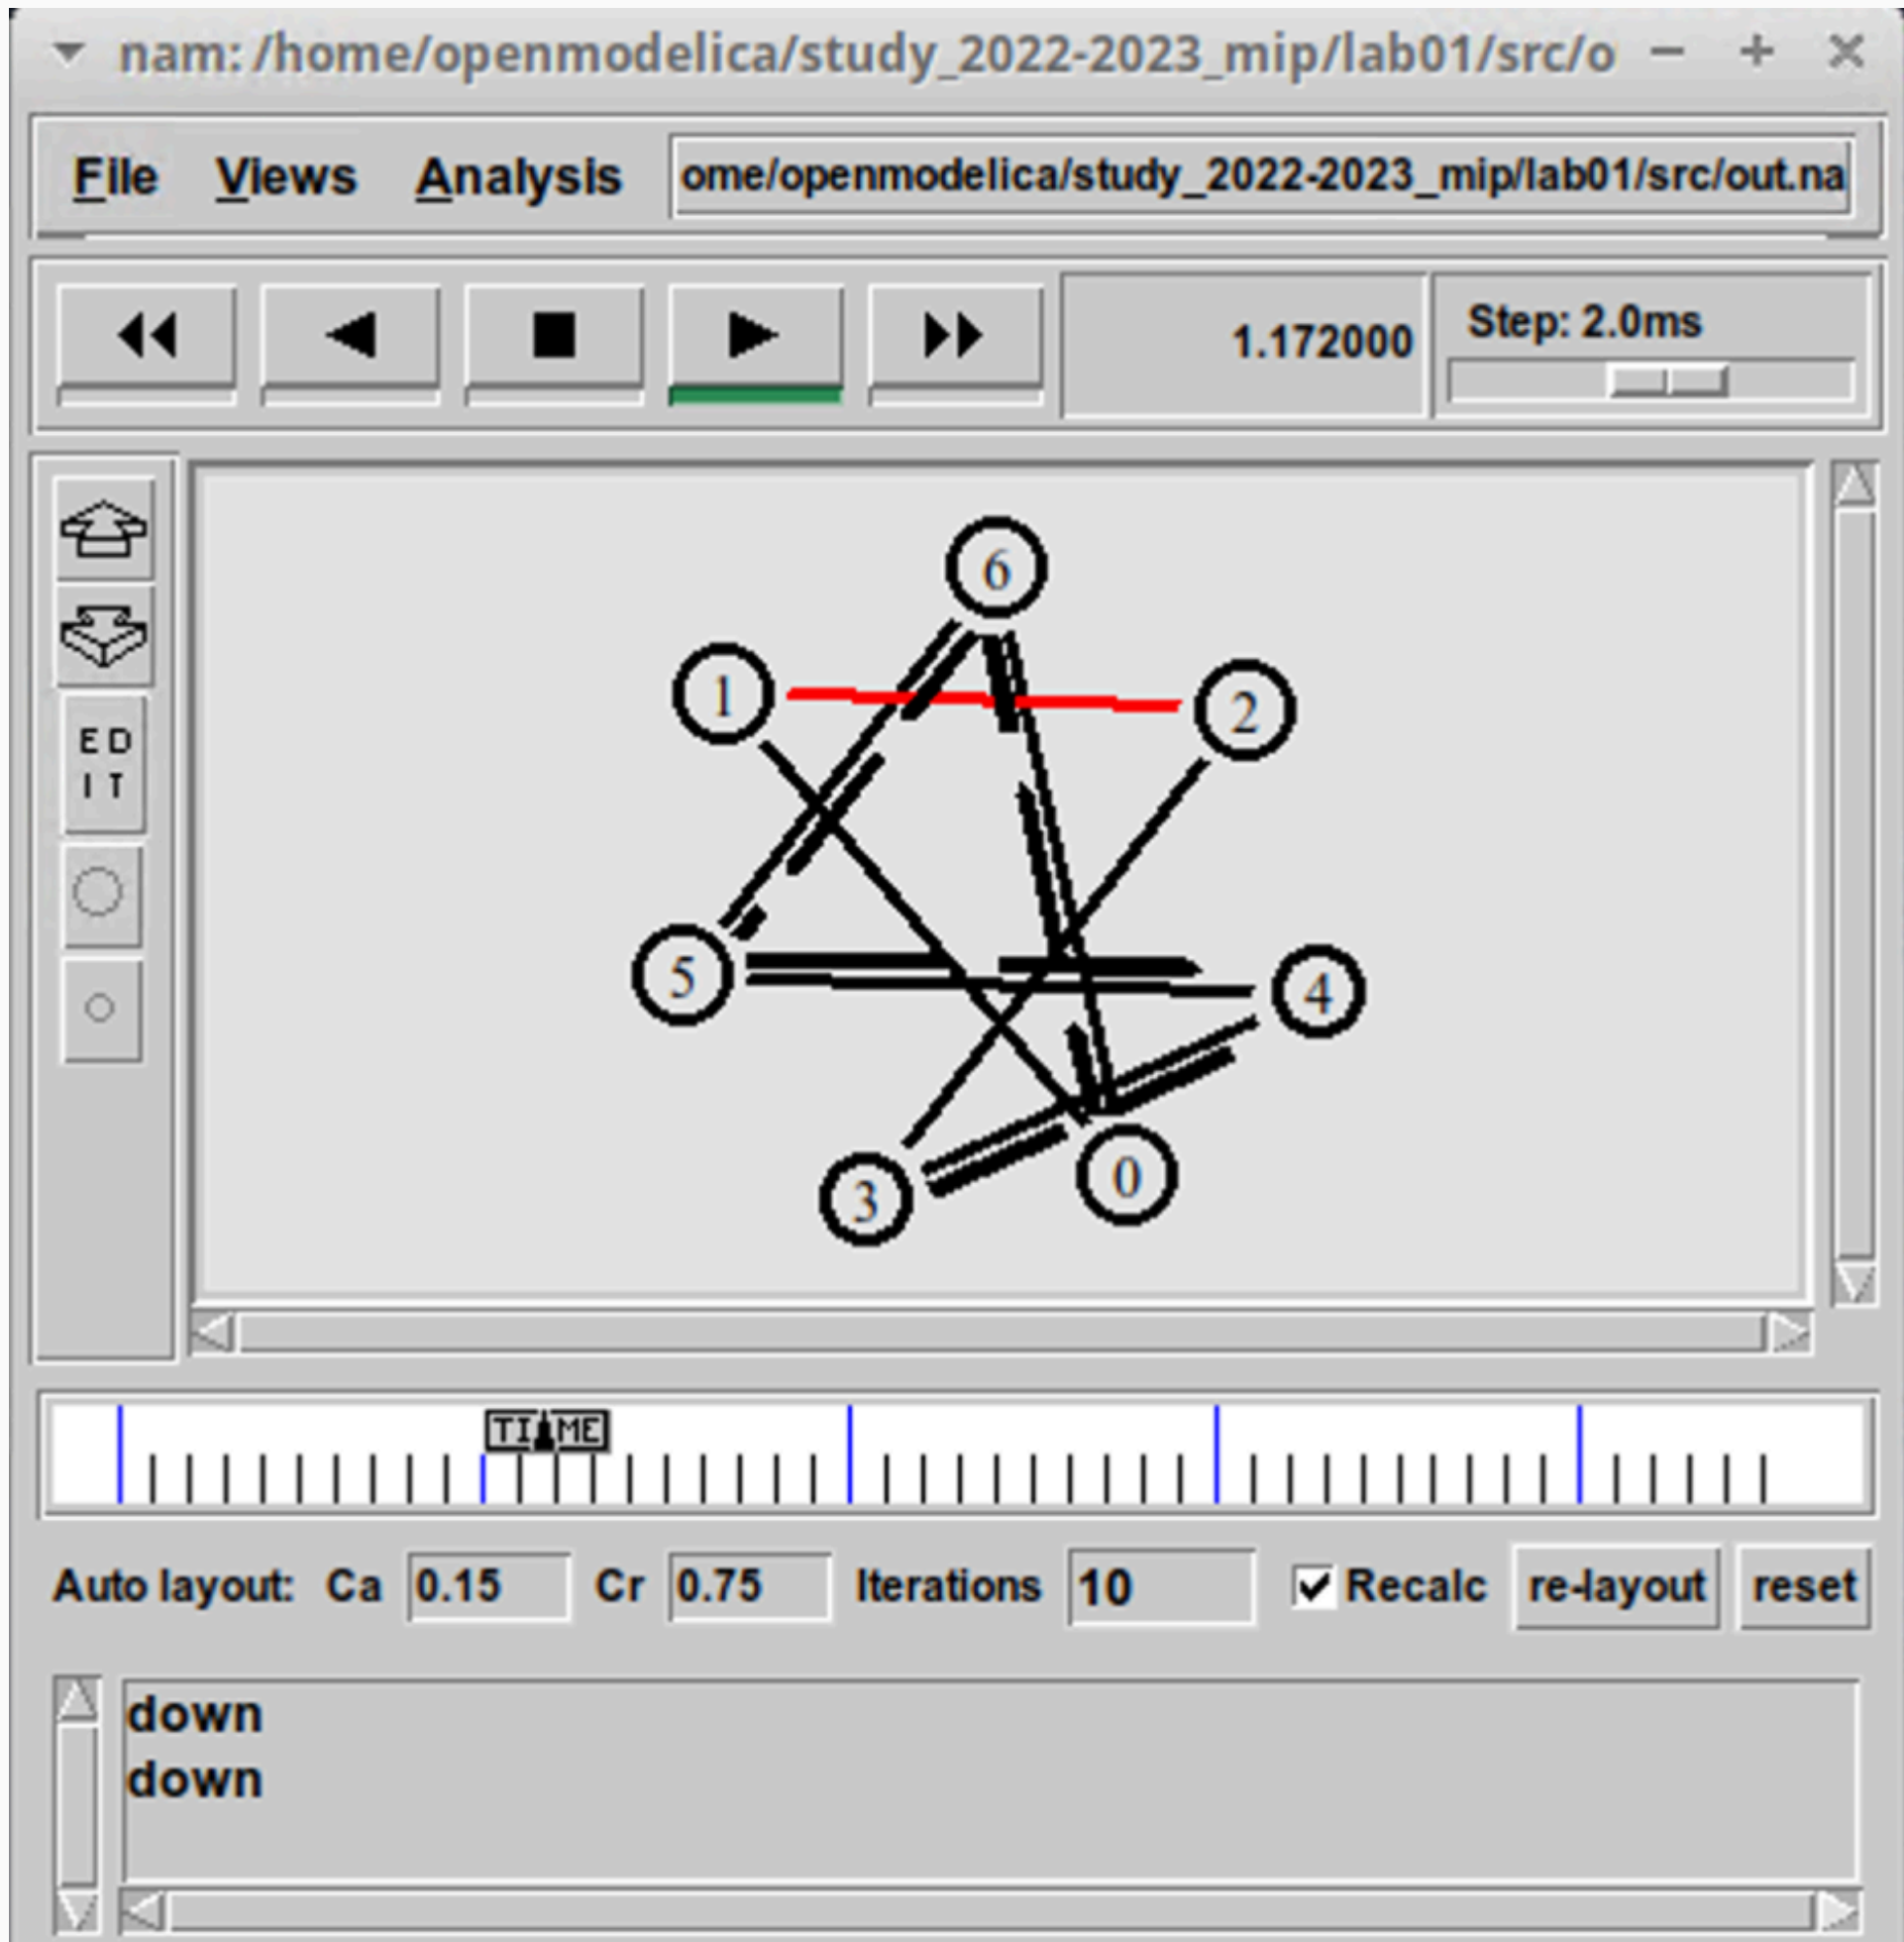 nam: /home/openmodelica/study_2022-2023_mip/lab01/src/o
File Views Analysis ome/openmodelica/study_2022-2023_mip/lab01/src/out.na
1.172000
Step: 2.0ms
6
1
2
ED
IT
5
4
3
0
TIME
Auto layout: Ca 0.15 Cr 0.75 Iterations 10 Recalc re-layout reset
down
down